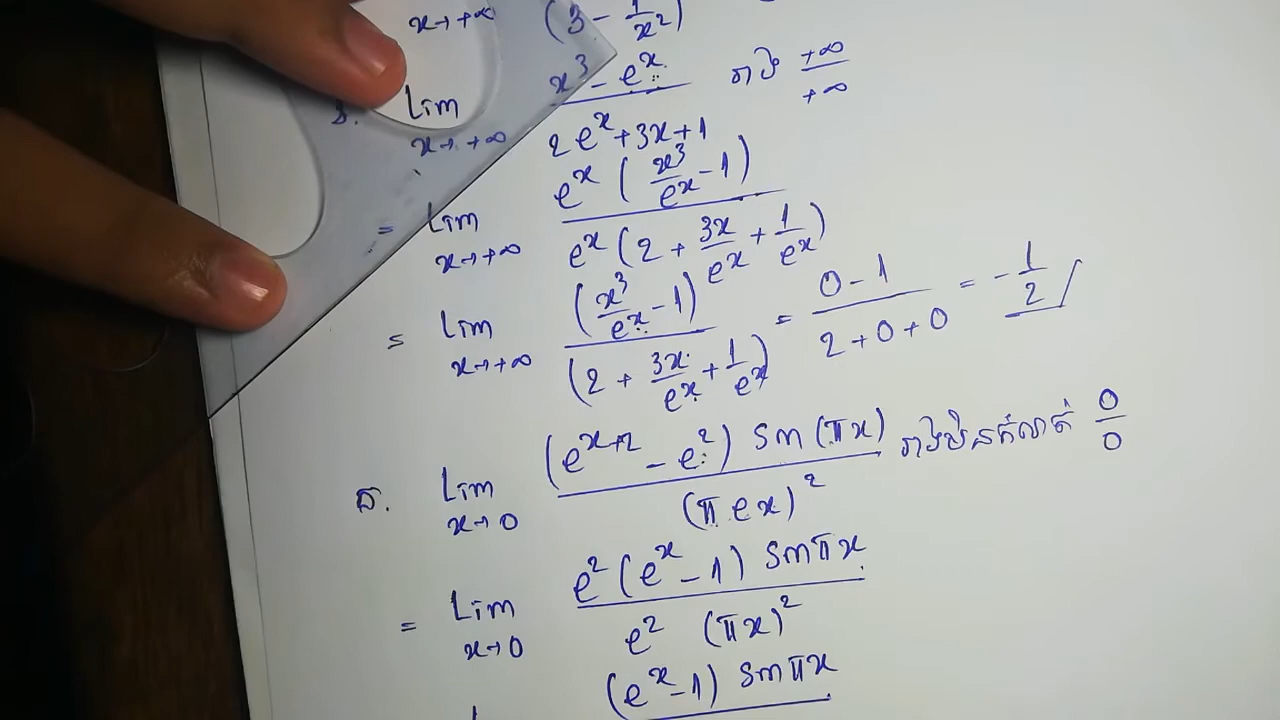 x→+∞ (3 - 1/x²)
3. lim x→+∞ (x³ - eˣ)/(2eˣ + 3x + 1) រាង +∞/+∞
= lim x→+∞ eˣ(x³/eˣ - 1)/eˣ(2 + 3x/eˣ + 1/eˣ)
= lim x→+∞ (x³/eˣ - 1)/(2 + 3x/eˣ + 1/eˣ) = (0 - 1)/(2 + 0 + 0) = -1/2
ជ. lim x→0 (eˣ⁺² - e²) sin(πx)/(πex)² រាងមិនកំណត់ 0/0
= lim x→0 e²(eˣ - 1) sinπx/e² (πx)²
(eˣ - 1) sinπx